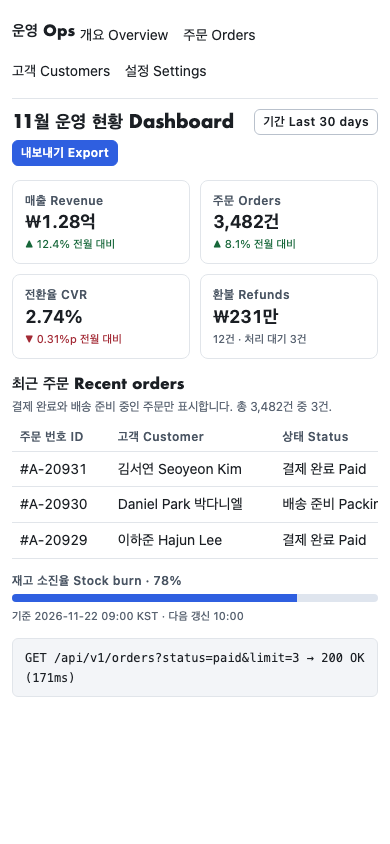 운영 Ops 개요 Overview 주문 Orders
고객 Customers 설정 Settings
11월 운영 현황 Dashboard 기간 Last 30 days
내보내기 Export
매출 Revenue
₩1.28억
▲ 12.4% 전월 대비
주문 Orders
3,482건
▲ 8.1% 전월 대비
전환율 CVR
2.74%
▼ 0.31%p 전월 대비
환불 Refunds
₩231만
12건 · 처리 대기 3건
최근 주문 Recent orders
결제 완료와 배송 준비 중인 주문만 표시합니다. 총 3,482건 중 3건.
주문 번호 ID 고객 Customer 상태 Status
#A-20931 김서연 Seoyeon Kim 결제 완료 Paid
#A-20930 Daniel Park 박다니엘 배송 준비
#A-20929 이하준 Hajun Lee 결제 완료 Paid
재고 소진율 Stock burn · 78%
기준 2026-11-22 09:00 KST · 다음 갱신 10:00
GET /api/v1/orders?status=paid&limit=3 → 200 OK
(171ms)